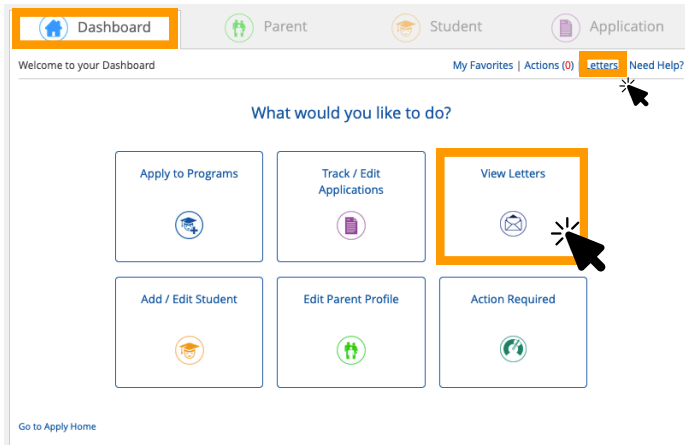 Dashboard Parent Student Application
Welcome to your Dashboard My Favorites | Actions (0) | Letters Need Help?
What would you like to do?
Apply to Programs
Track / Edit
Applications
View Letters
Add / Edit Student
Edit Parent Profile
Action Required
Go to Apply Home